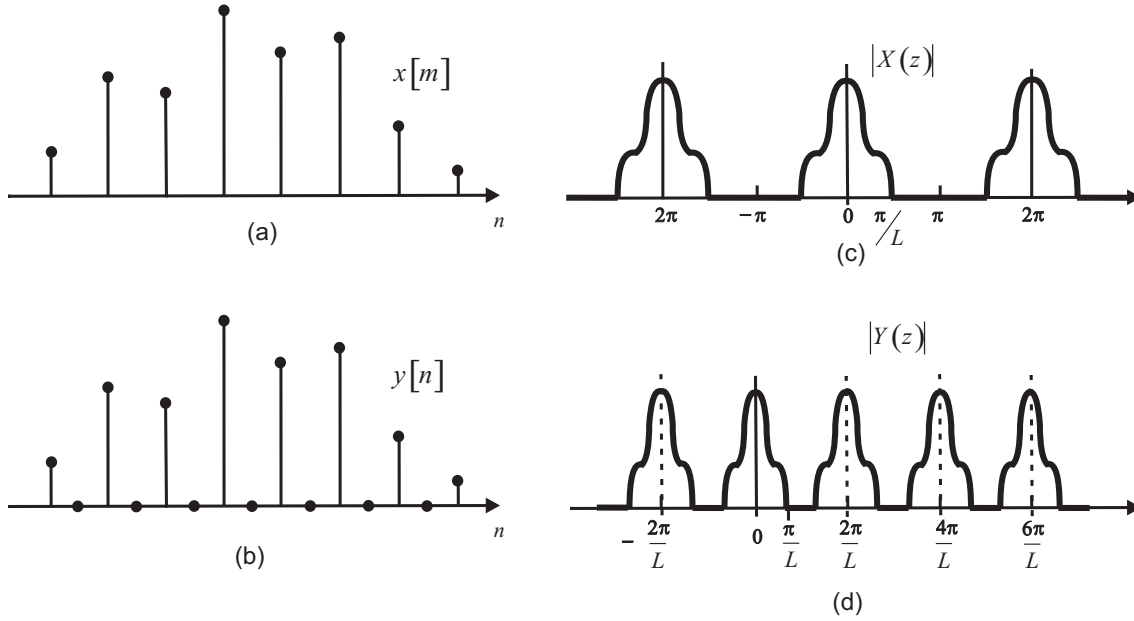 x[m]
n
(a)
y[n]
n
(b)
|X(z)|
2π −π 0 π/L π 2π
(c)
|Y(z)|
− 2π/L 0 π/L 2π/L 4π/L 6π/L
(d)